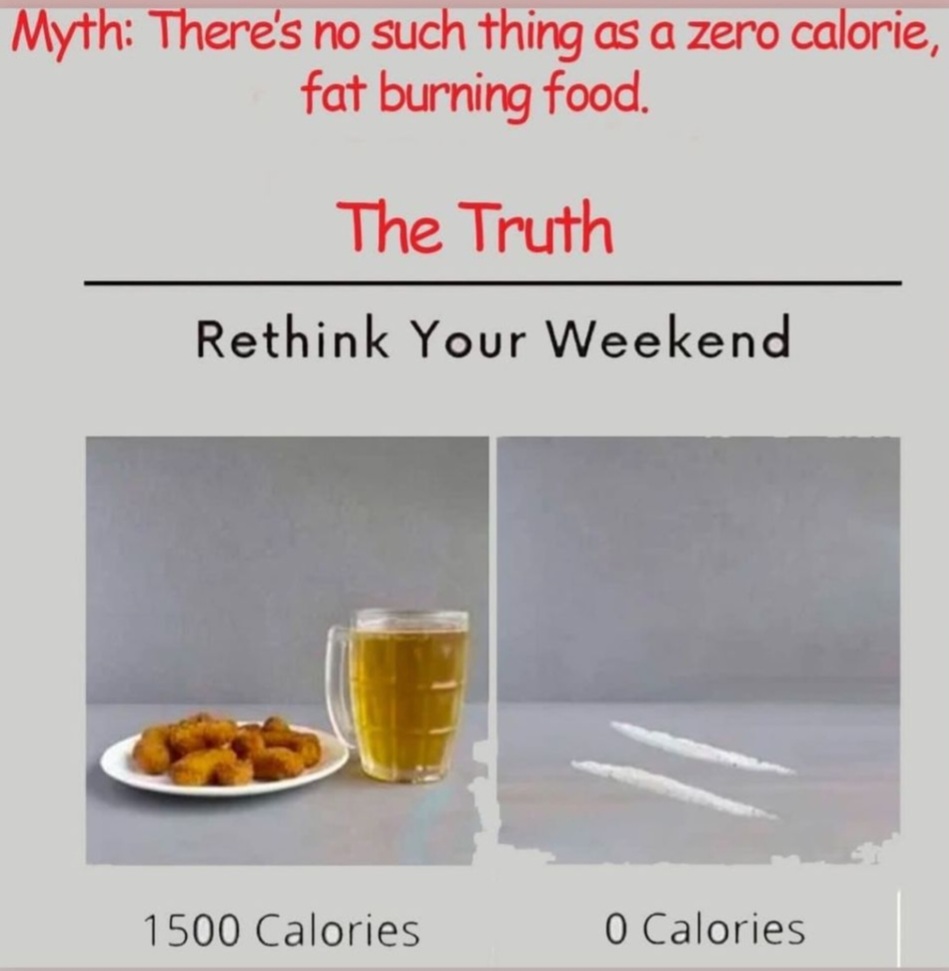 Myth: There's no such thing as a zero calorie,
fat burning food.
The Truth
Rethink Your Weekend
1500 Calories
0 Calories